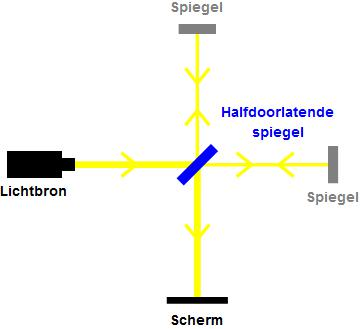 Spiegel
Halfdoorlatende
spiegel
Lichtbron
Spiegel
Scherm